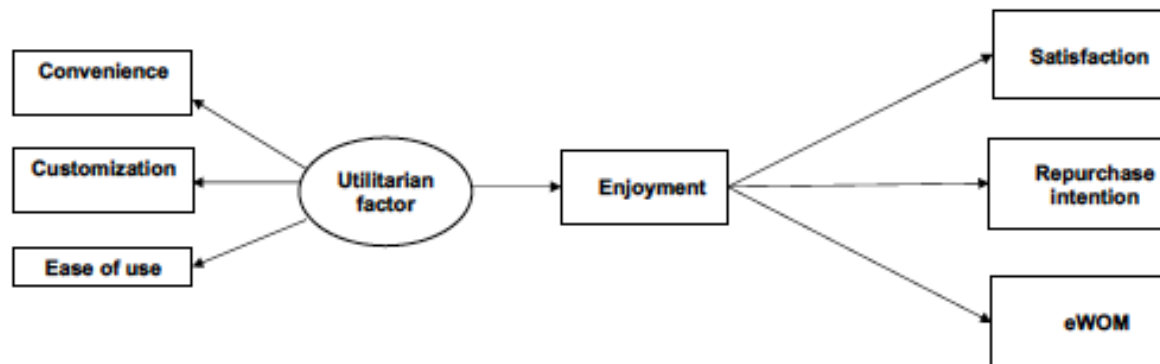 Convenience
Customization
Ease of use
Utilitarian
factor
Enjoyment
Satisfaction
Repurchase
intention
eWOM